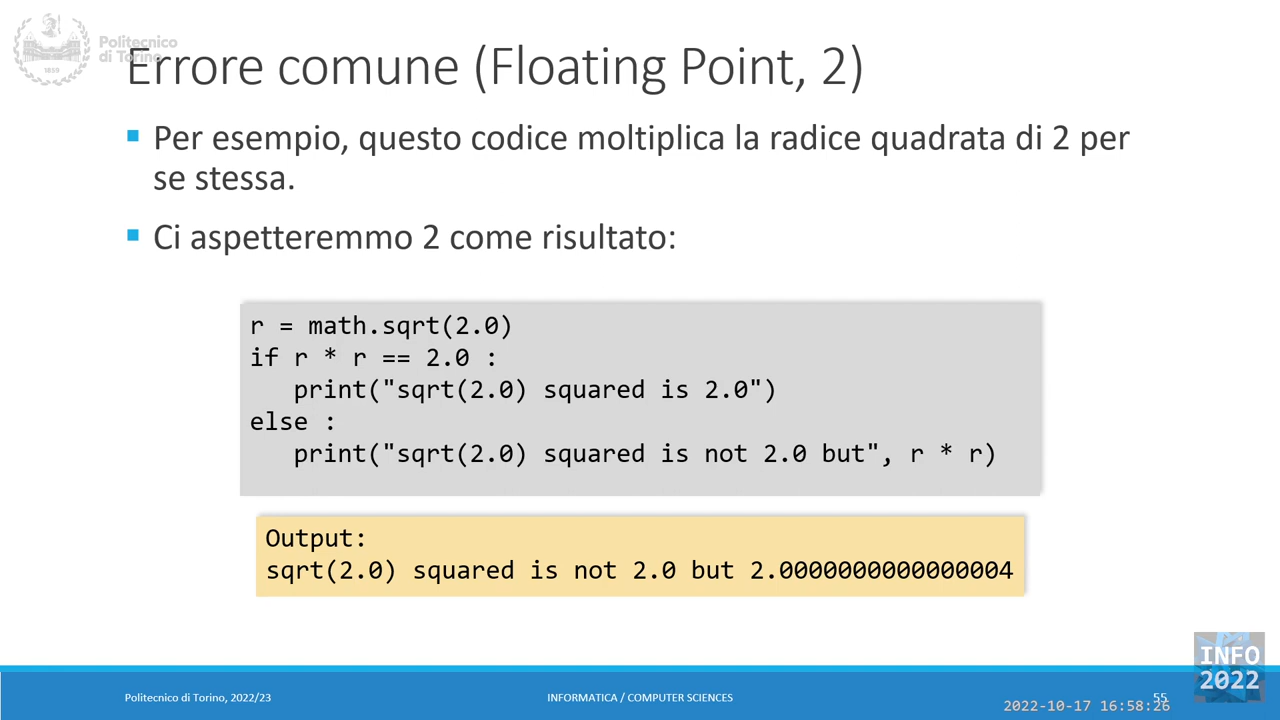 Politecnico
di Torino
1859
Errore comune (Floating Point, 2)
Per esempio, questo codice moltiplica la radice quadrata di 2 per
se stessa.
Ci aspetteremmo 2 come risultato:
r = math.sqrt(2.0)
if r * r == 2.0 :
   print("sqrt(2.0) squared is 2.0")
else :
   print("sqrt(2.0) squared is not 2.0 but", r * r)
Output:
sqrt(2.0) squared is not 2.0 but 2.0000000000000004
Politecnico di Torino, 2022/23
INFORMATICA / COMPUTER SCIENCES
55
INFO
2022
2022-10-17 16:58:26